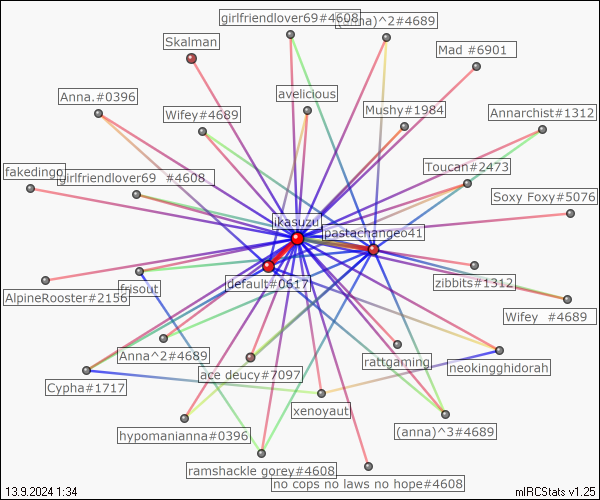 girlfriendlover69#4608
(anna)^2#4689
Skalman
Mad #6901
Anna.#0396
avelicious
Wifey#4689
Mushy#1984
Annarchist#1312
fakedingo
girlfriendlover69 #4608
Toucan#2473
Soxy Foxy#5076
ikasuzu
pastachange041
default#0617
zibbits#1312
AlpineRooster#2156
frisout
Wifey #4689
Anna^2#4689
rattgaming
neokingghidorah
Cypha#1717
ace deucy#7097
xenoyaut
hypomanianna#0396
(anna)^3#4689
ramshackle gorey#4608
no cops no laws no hope#4608
13.9.2024 1:34
mIRCStats v1.25